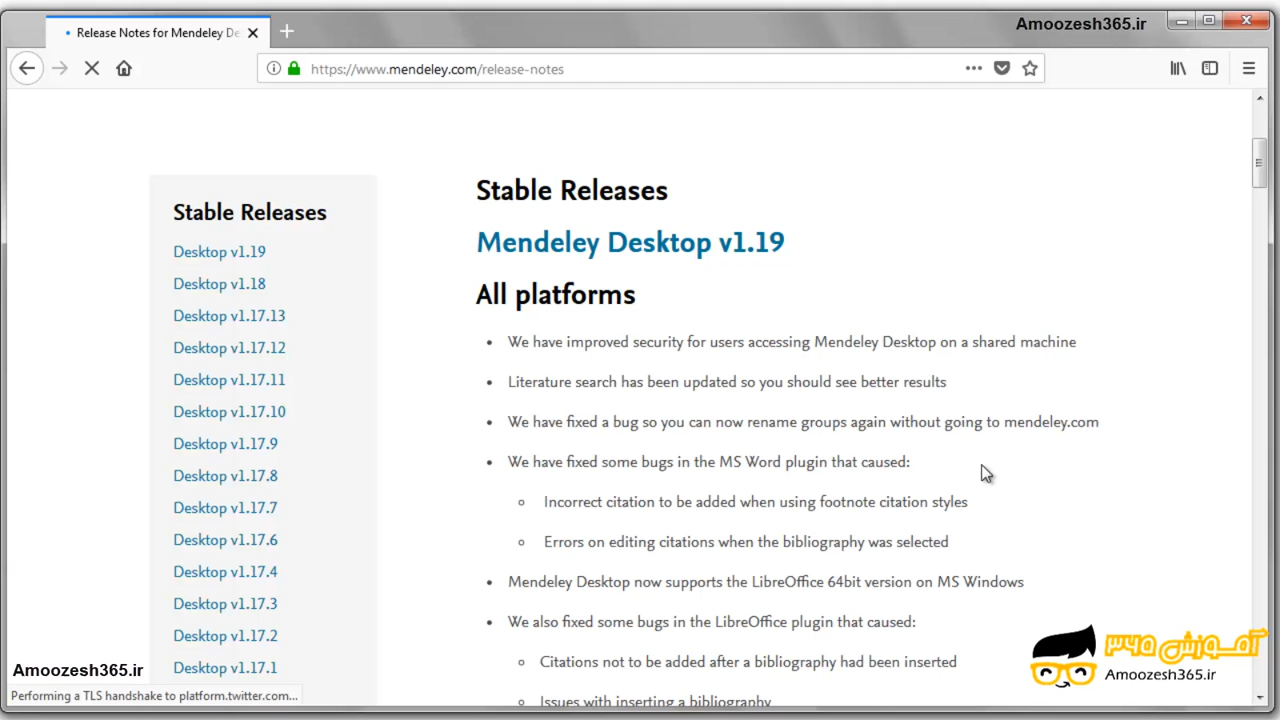 Amoozesh365.ir
Release Notes for Mendeley De
https://www.mendeley.com/release-notes
Stable Releases
Desktop v1.19
Desktop v1.18
Desktop v1.17.13
Desktop v1.17.12
Desktop v1.17.11
Desktop v1.17.10
Desktop v1.17.9
Desktop v1.17.8
Desktop v1.17.7
Desktop v1.17.6
Desktop v1.17.4
Desktop v1.17.3
Desktop v1.17.2
Desktop v1.17.1
Stable Releases
Mendeley Desktop v1.19
All platforms
• We have improved security for users accessing Mendeley Desktop on a shared machine
• Literature search has been updated so you should see better results
• We have fixed a bug so you can now rename groups again without going to mendeley.com
• We have fixed some bugs in the MS Word plugin that caused:
◦ Incorrect citation to be added when using footnote citation styles
◦ Errors on editing citations when the bibliography was selected
• Mendeley Desktop now supports the LibreOffice 64bit version on MS Windows
• We also fixed some bugs in the LibreOffice plugin that caused:
◦ Citations not to be added after a bibliography had been inserted
◦ Issues with inserting a bibliography
آمـوزش ۳۶۵
Amoozesh365.ir
Amoozesh365.ir
Performing a TLS handshake to platform.twitter.com...